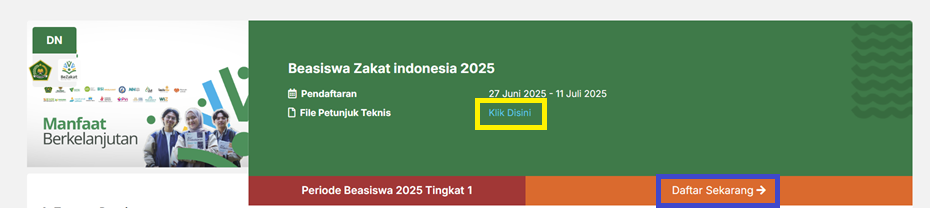 DN
BeZakat
Manfaat
Berkelanjutan
Beasiswa Zakat indonesia 2025
Pendaftaran 27 Juni 2025 - 11 Juli 2025
File Petunjuk Teknis Klik Disini
Periode Beasiswa 2025 Tingkat 1
Daftar Sekarang